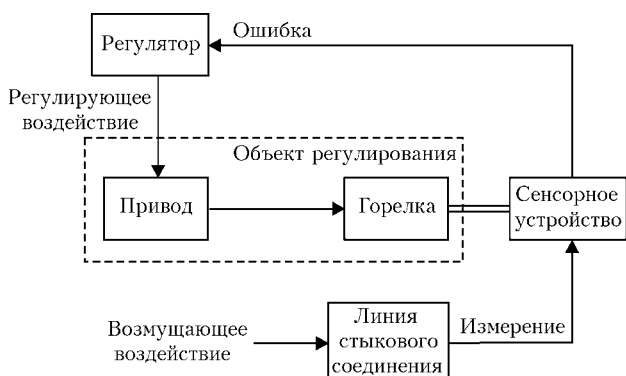 Ошибка
Регулятор
Регулирующее
воздействие
Объект регулирования
Привод
Горелка
Сенсорное
устройство
Возмущающее
воздействие
Линия
стыкового
соединения
Измерение